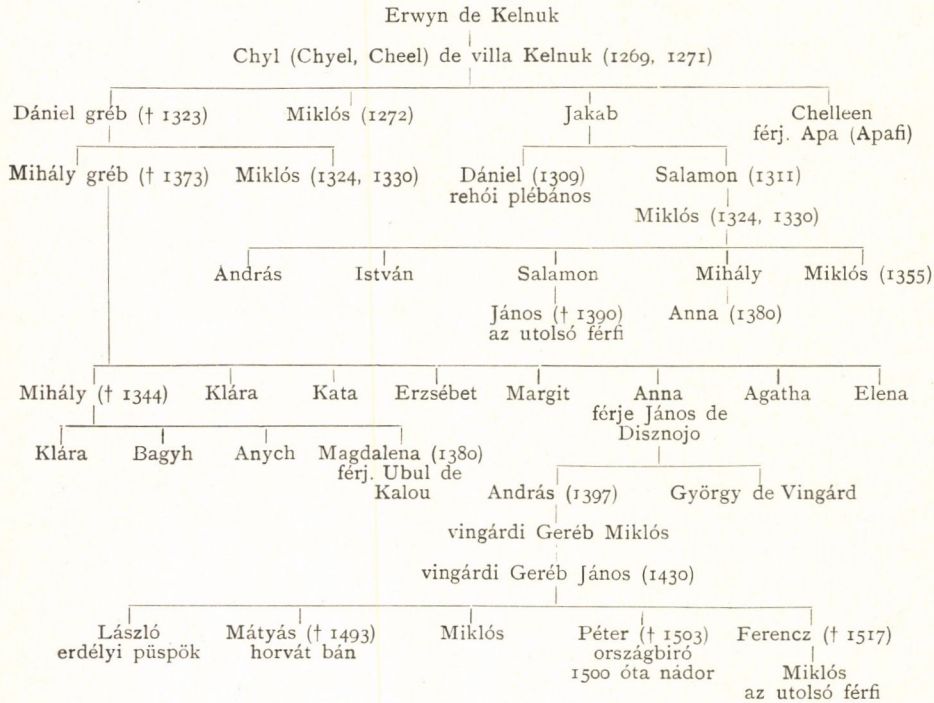 Erwyn de Kelnuk
Chyl (Chyel, Cheel) de villa Kelnuk (1269, 1271)
Dániel gréb († 1323) Miklós (1272) Jakab Chelleen
férj. Apa (Apafi)
Mihály gréb († 1373) Miklós (1324, 1330) Dániel (1309) Salamon (1311)
rehói plébános
Miklós (1324, 1330)
András István Salamon Mihály Miklós (1355)
János († 1390) Anna (1380)
az utolsó férfi
Mihály († 1344) Klára Kata Erzsébet Margit Anna Agatha Elena
férje János de
Disznojo
Klára Bagyh Anych Magdalena (1380)
férj. Ubul de
Kalou András (1397) György de Vingárd
vingárdi Geréb Miklós
vingárdi Geréb János (1430)
László Mátyás († 1493) Miklós Péter († 1503) Ferencz († 1517)
erdélyi püspök horvát bán országbiró
1500 óta nádor Miklós
az utolsó férfi